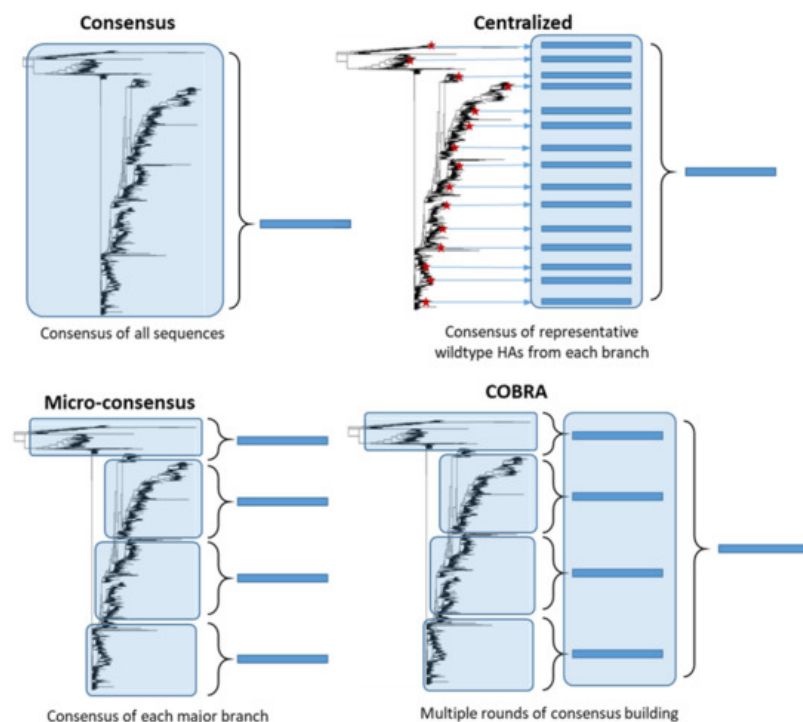 Consensus
Centralized
Consensus of all sequences
Consensus of representative
wildtype HAs from each branch
Micro-consensus
COBRA
Consensus of each major branch
Multiple rounds of consensus building